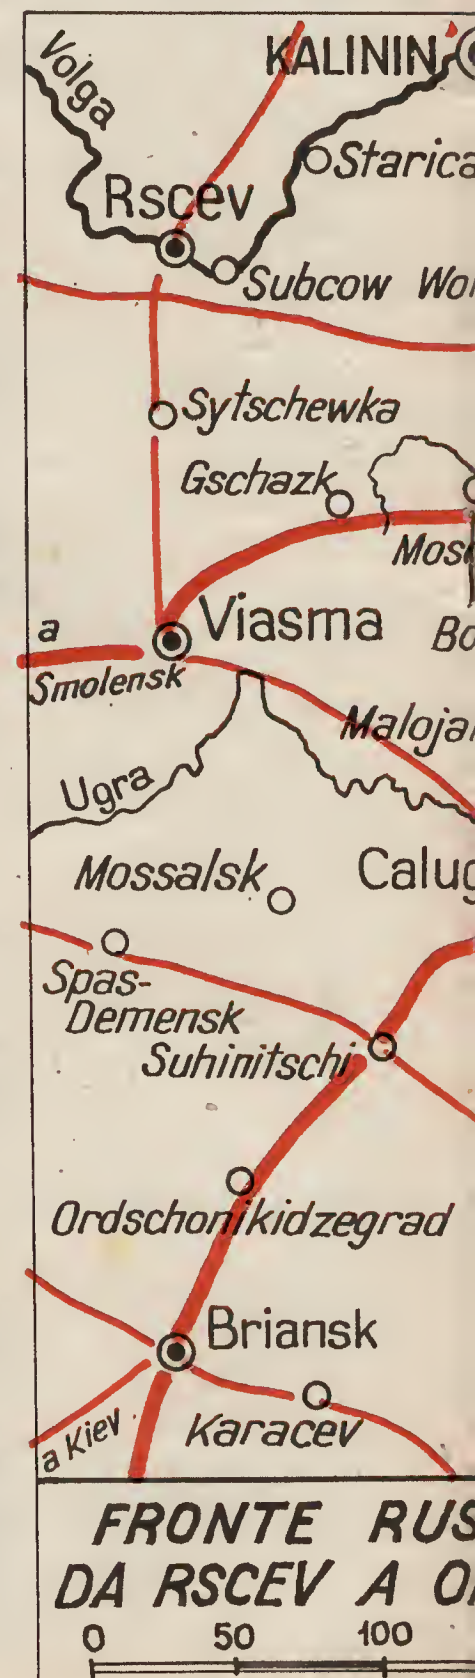 Volga
KALININ
Starica
Rscev
Subcow
Sytschewka
Gschazk
Viasma
a
Smolensk
Ugra
Mossalsk
Spas-
Demensk
Suhinitschi
Ordschonikidzegrad
Briansk
a Kiev
Karacev
FRONTE
DA RSCEV A
0 50 100